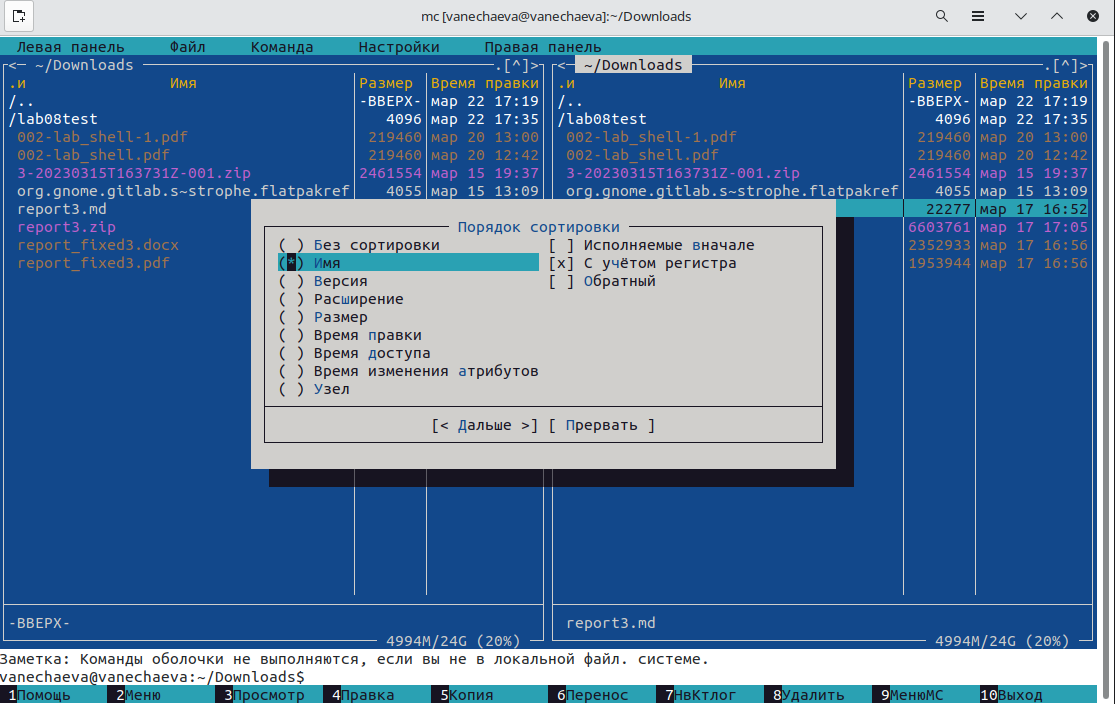 mc [vanechaeva@vanechaeva]:~/Downloads
Левая панель Файл Команда Настройки Правая панель
<─ ~/Downloads .[^]> <─ ~/Downloads .[^]>
.и Имя Размер Время правки .и Имя Размер Время правки
/.. -ВВЕРХ- мар 22 17:19 /.. -ВВЕРХ- мар 22 17:19
/lab08test 4096 мар 22 17:35 /lab08test 4096 мар 22 17:35
002-lab_shell-1.pdf 219460 мар 20 13:00 002-lab_shell-1.pdf 219460 мар 20 13:00
002-lab_shell.pdf 219460 мар 20 12:42 002-lab_shell.pdf 219460 мар 20 12:42
3-20230315T163731Z-001.zip 2461554 мар 15 19:37 3-20230315T163731Z-001.zip 2461554 мар 15 19:37
org.gnome.gitlab.s~strophe.flatpakref 4055 мар 15 13:09 org.gnome.gitlab.s~strophe.flatpakref 4055 мар 15 13:09
report3.md 22277 мар 17 16:52
report3.zip 6603761 мар 17 17:05
report_fixed3.docx 2352933 мар 17 16:56
report_fixed3.pdf 1953944 мар 17 16:56
Порядок сортировки
( ) Без сортировки [ ] Исполняемые вначале
(*) Имя [x] С учётом регистра
( ) Версия [ ] Обратный
( ) Расширение
( ) Размер
( ) Время правки
( ) Время доступа
( ) Время изменения атрибутов
( ) Узел
[< Дальше >] [ Прервать ]
-ВВЕРХ- report3.md
4994M/24G (20%) 4994M/24G (20%)
Заметка: Команды оболочки не выполняются, если вы не в локальной файл. системе.
vanechaeva@vanechaeva:~/Downloads$
1Помощь 2Меню 3Просмотр 4Правка 5Копия 6Перенос 7НвКтлог 8Удалить 9МенюМС 10Выход